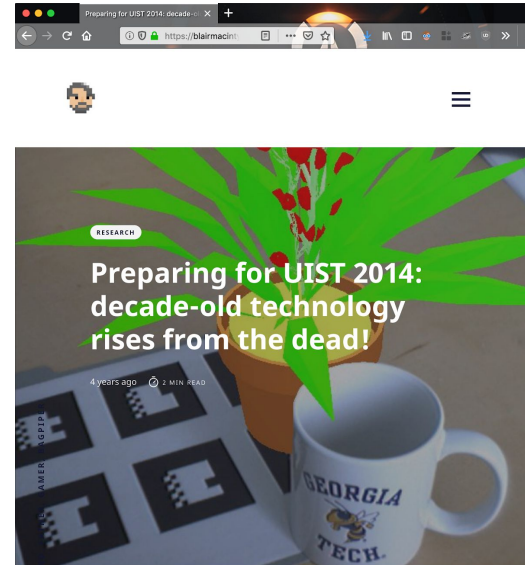 Preparing for UIST 2014: decade-ol
https://blairmacint
RESEARCH
Preparing for UIST 2014:
decade-old technology
rises from the dead!
4 years ago 2 MIN READ
GEORGIA
TECH.